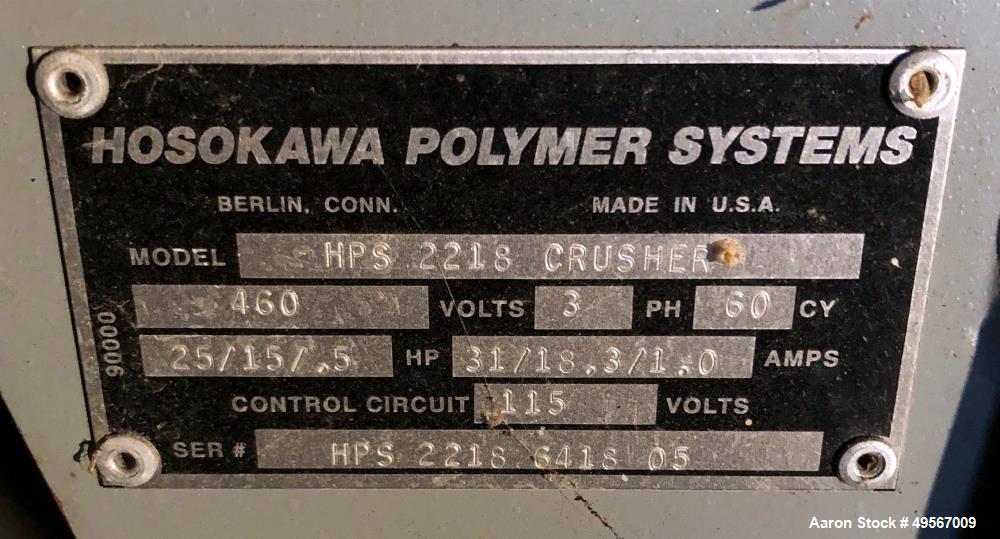 HOSOKAWA POLYMER SYSTEMS
BERLIN, CONN. MADE IN U.S.A.
MODEL HPS 2218 CRUSHER
460 VOLTS 3 PH 60 CY
25/15/.5 HP 31/18.3/1.0 AMPS
CONTROL CIRCUIT 115 VOLTS
SER # HPS 2218 6418 05
90000
Aaron Stock # 49567009